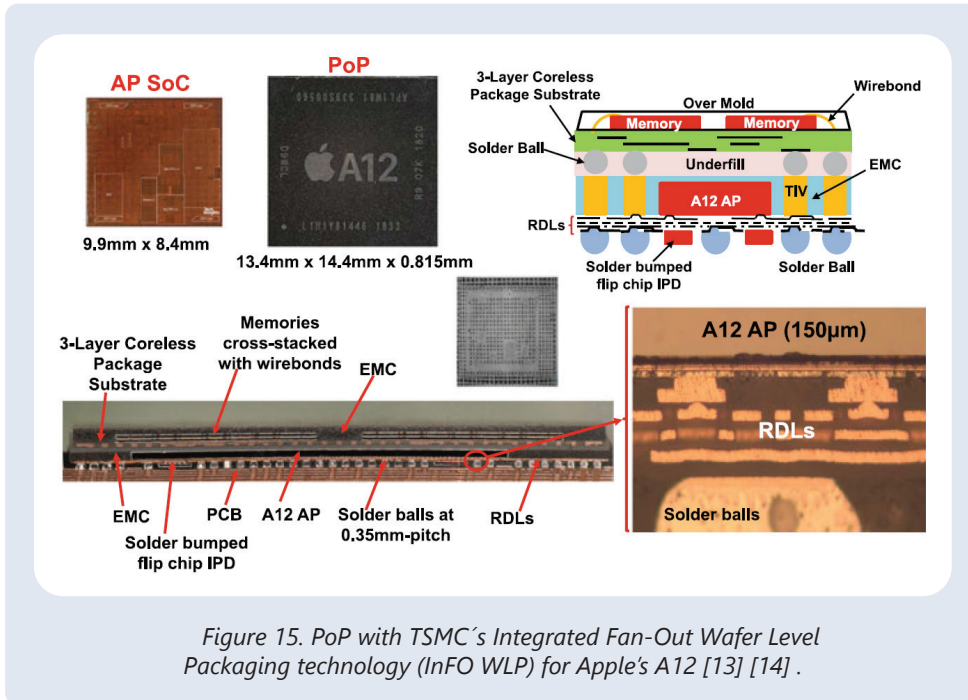 AP SoC
9.9mm x 8.4mm
PoP
A12
13.4mm x 14.4mm x 0.815mm
3-Layer Coreless
Package Substrate
Over Mold
Wirebond
Memory
Memory
Solder Ball
Underfill
EMC
TIV
A12 AP
RDLs
Solder bumped
flip chip IPD
Solder Ball
3-Layer Coreless
Package
Substrate
Memories
cross-stacked
with wirebonds
EMC
EMC
Solder bumped
flip chip IPD
PCB
A12 AP
Solder balls at
0.35mm-pitch
RDLs
A12 AP (150μm)
RDLs
Solder balls
Figure 15. PoP with TSMC´s Integrated Fan-Out Wafer Level
Packaging technology (InFO WLP) for Apple's A12 [13] [14] .